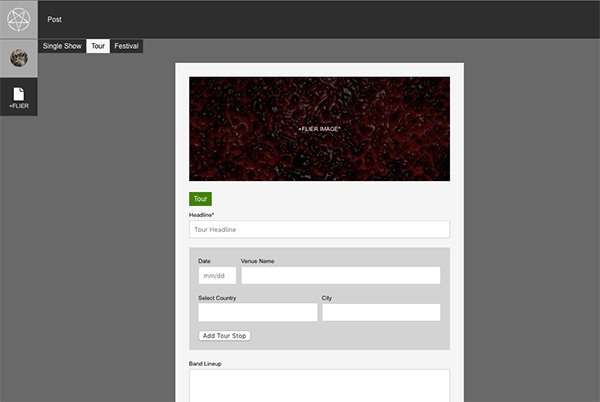 Post
Single Show Tour Festival
+FLIER
+FLIER IMAGE*
Tour
Headline*
Tour Headline
Date Venue Name
mm/dd
Select Country City
Add Tour Stop
Band Lineup